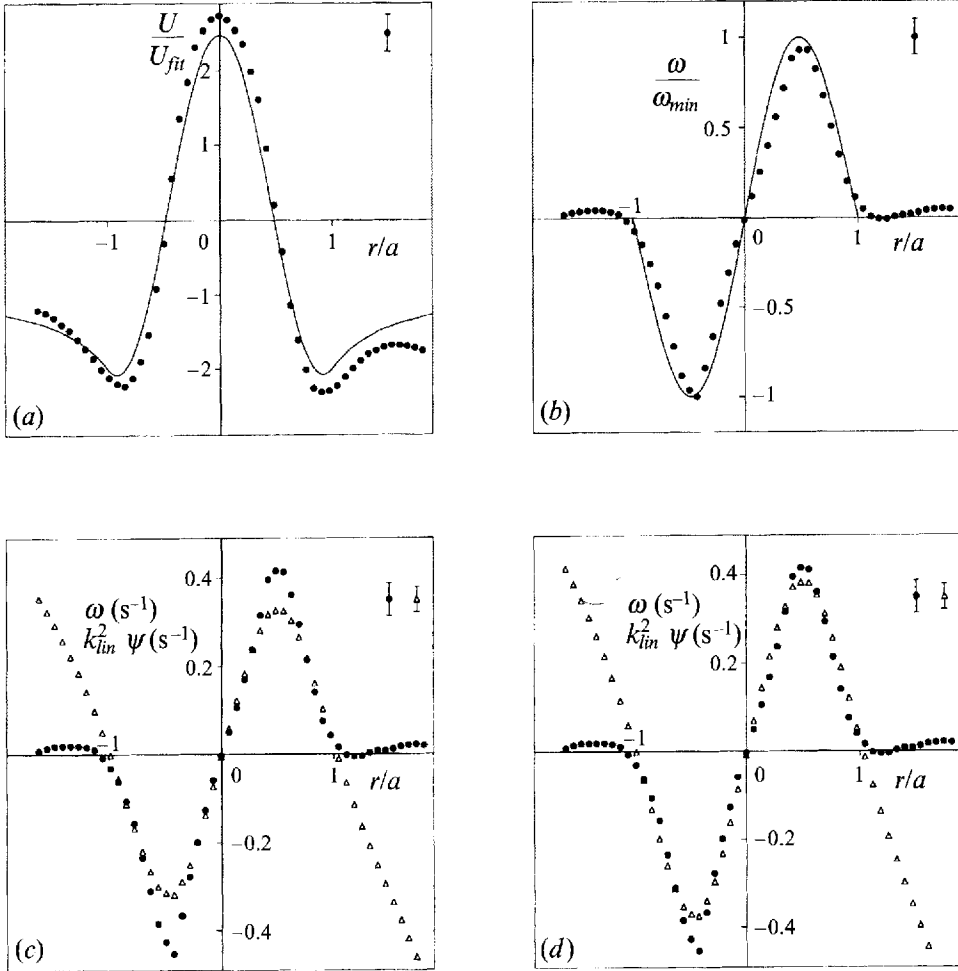 U
U_fit
r/a
2
1
-1
0
1
-1
-2
(a)
ω
ω_min
1
0.5
-1
0
1
r/a
-0.5
-1
(b)
ω (s⁻¹)
k²_lin ψ (s⁻¹)
0.4
0.2
-1
0
1
r/a
-0.2
-0.4
(c)
ω (s⁻¹)
k²_lin ψ (s⁻¹)
0.4
0.2
-1
0
1
r/a
-0.2
-0.4
(d)